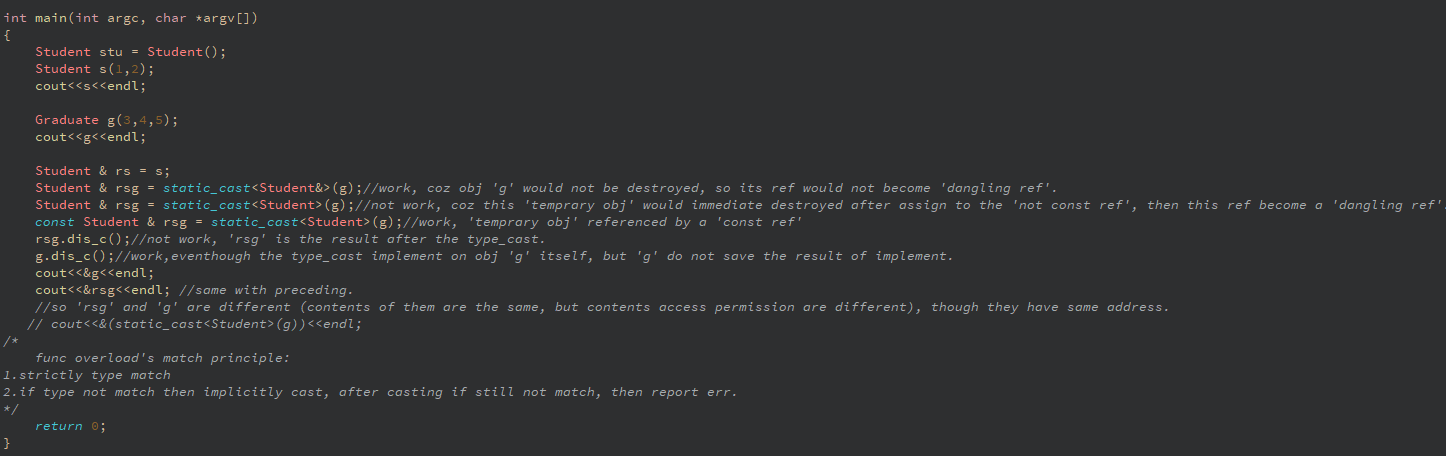 int main(int argc, char *argv[])
{
    Student stu = Student();
    Student s(1,2);
    cout<<s<<endl;

    Graduate g(3,4,5);
    cout<<g<<endl;

    Student & rs = s;
    Student & rsg = static_cast<Student&>(g);//work, coz obj 'g' would not be destroyed, so its ref would not become 'dangling ref'.
    Student & rsg = static_cast<Student>(g);//not work, coz this 'temprary obj' would immediate destroyed after assign to the 'not const ref', then this ref become a 'dangling ref'.
    const Student & rsg = static_cast<Student>(g);//work, 'temprary obj' referenced by a 'const ref'
    rsg.dis_c();//not work, 'rsg' is the result after the type_cast.
    g.dis_c();//work,eventhough the type_cast implement on obj 'g' itself, but 'g' do not save the result of implement.
    cout<<&g<<endl;
    cout<<&rsg<<endl; //same with preceding.
    //so 'rsg' and 'g' are different (contents of them are the same, but contents access permission are different), though they have same address.
   // cout<<&(static_cast<Student>(g))<<endl;
/*
    func overload's match principle:
1.strictly type match
2.if type not match then implicitly cast, after casting if still not match, then report err.
*/
    return 0;
}